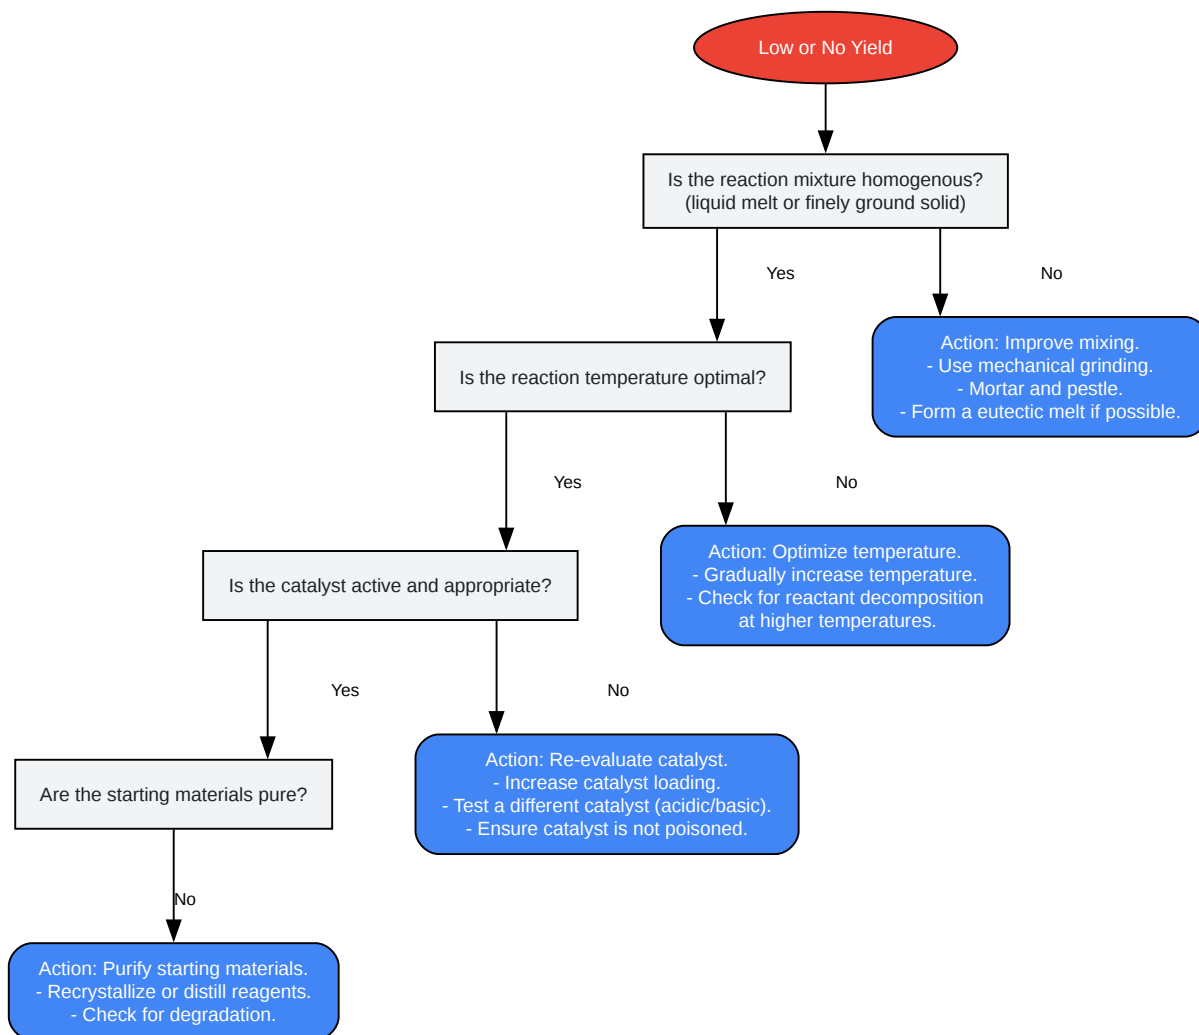 Low or No Yield
Is the reaction mixture homogenous?
(liquid melt or finely ground solid)
Yes
No
Action: Improve mixing.
- Use mechanical grinding.
- Mortar and pestle.
- Form a eutectic melt if possible.
Is the reaction temperature optimal?
Yes
No
Action: Optimize temperature.
- Gradually increase temperature.
- Check for reactant decomposition
at higher temperatures.
Is the catalyst active and appropriate?
Yes
No
Action: Re-evaluate catalyst.
- Increase catalyst loading.
- Test a different catalyst (acidic/basic).
- Ensure catalyst is not poisoned.
Are the starting materials pure?
No
Action: Purify starting materials.
- Recrystallize or distill reagents.
- Check for degradation.